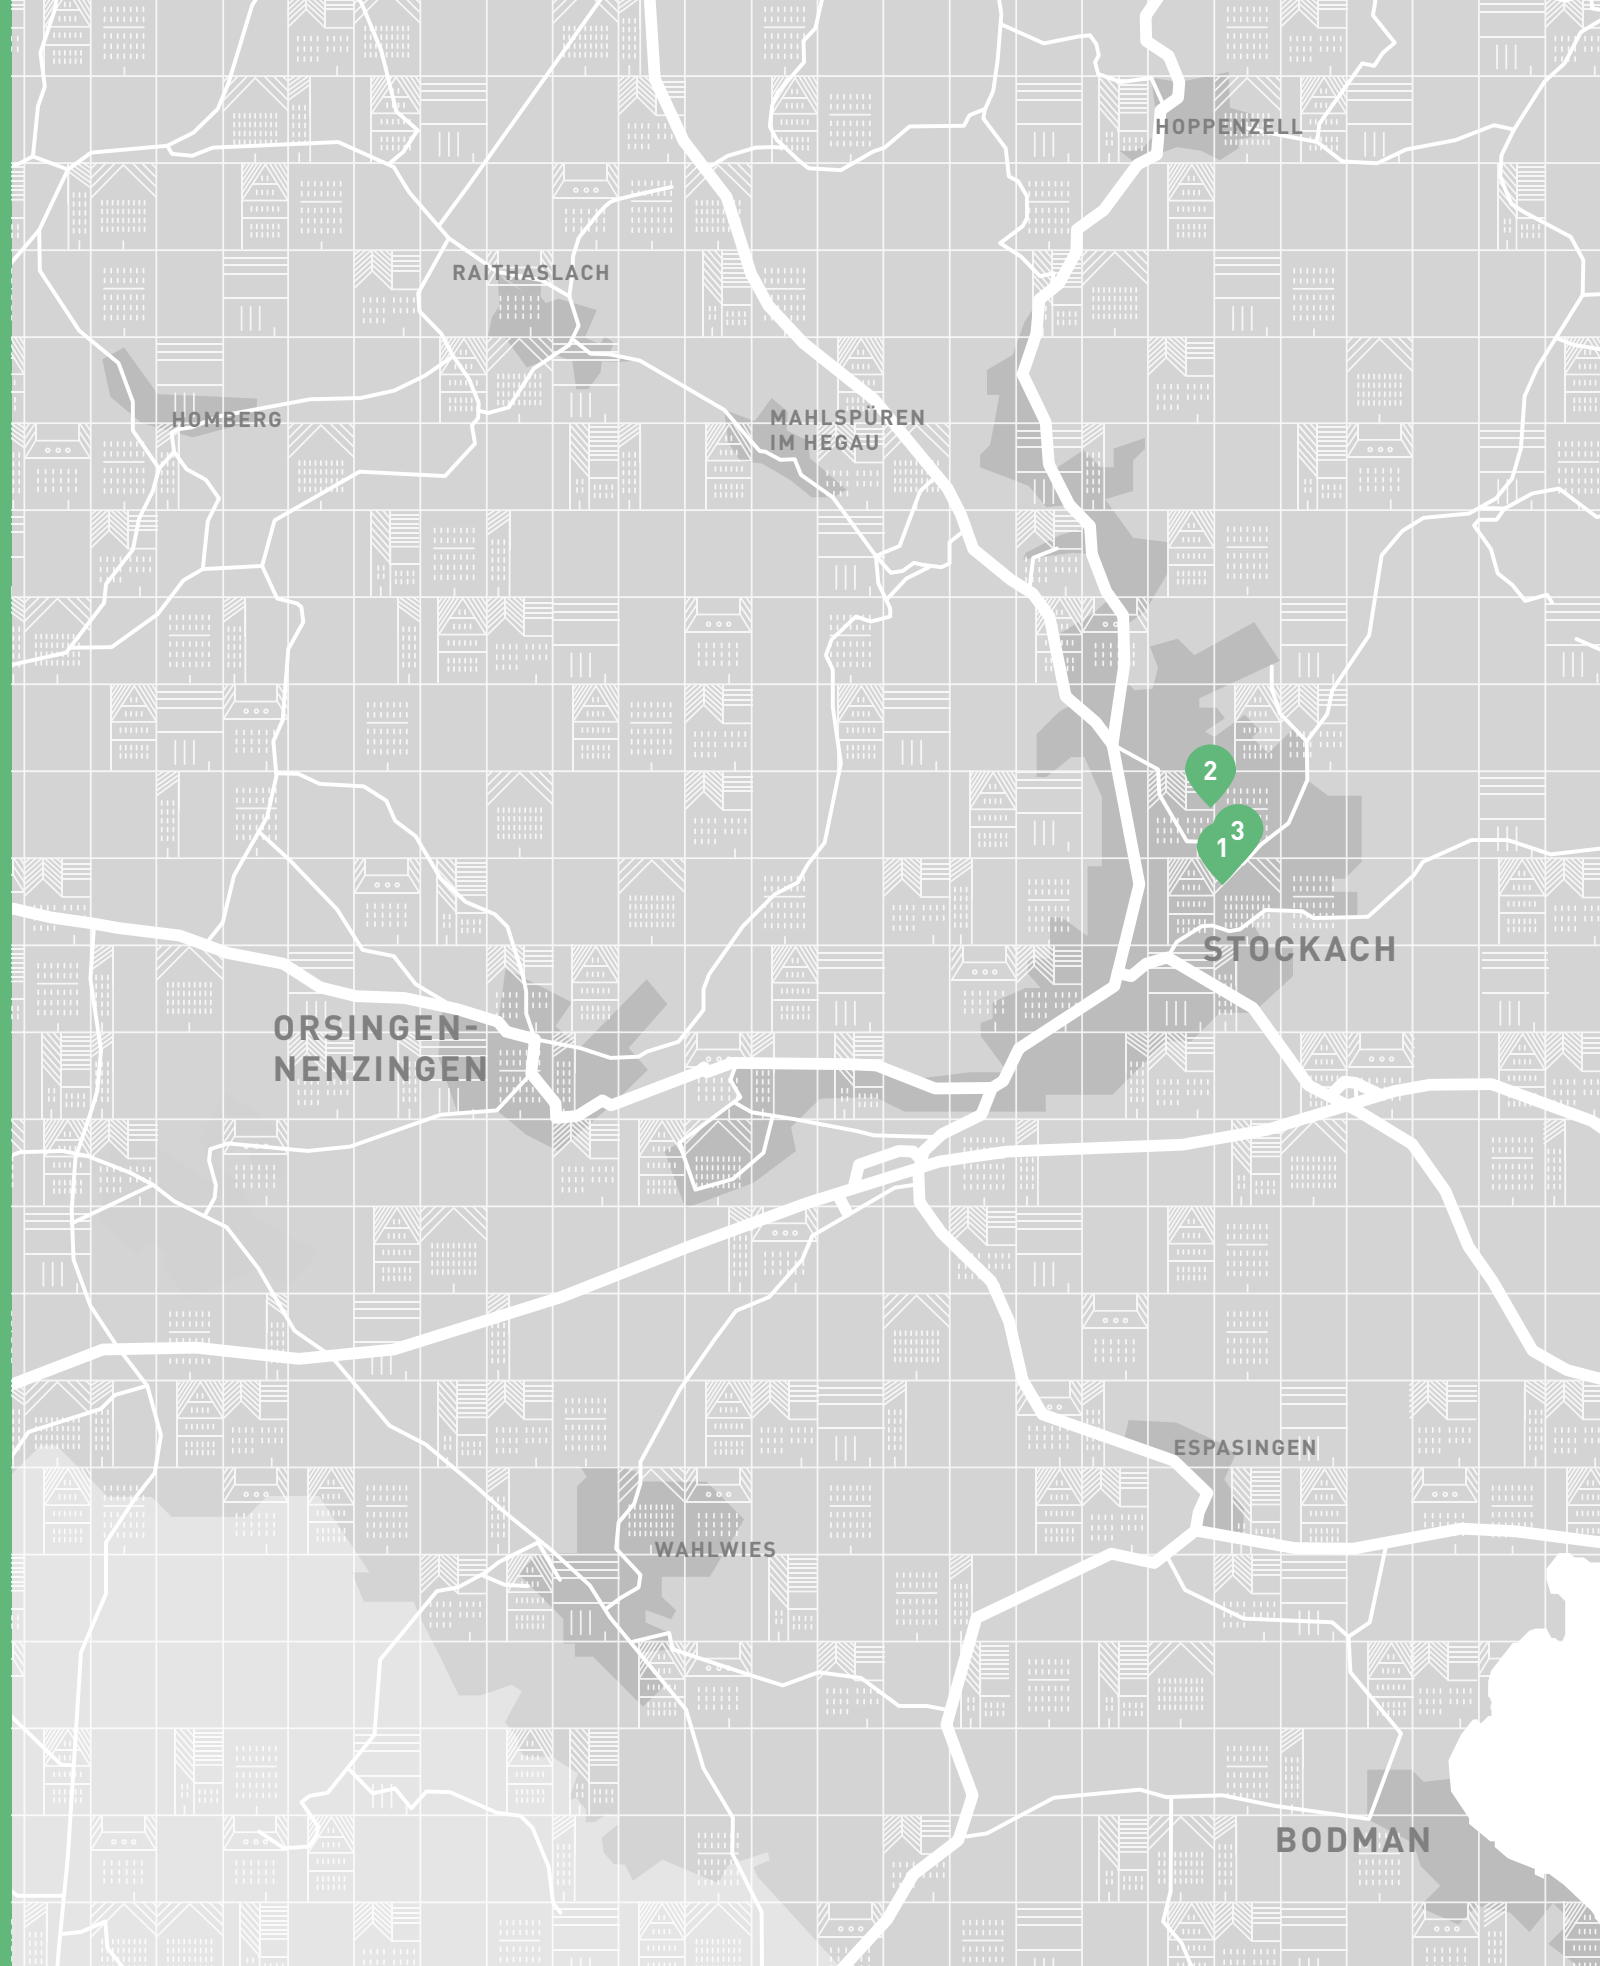 HOPPENZELL
RAITHASLACH
HOMBERG
MAHLSPÜREN
IM HEGAU
2
3
1
STOCKACH
ORSINGEN-
NENZINGEN
ESPASINGEN
WAHLWIES
BODMAN